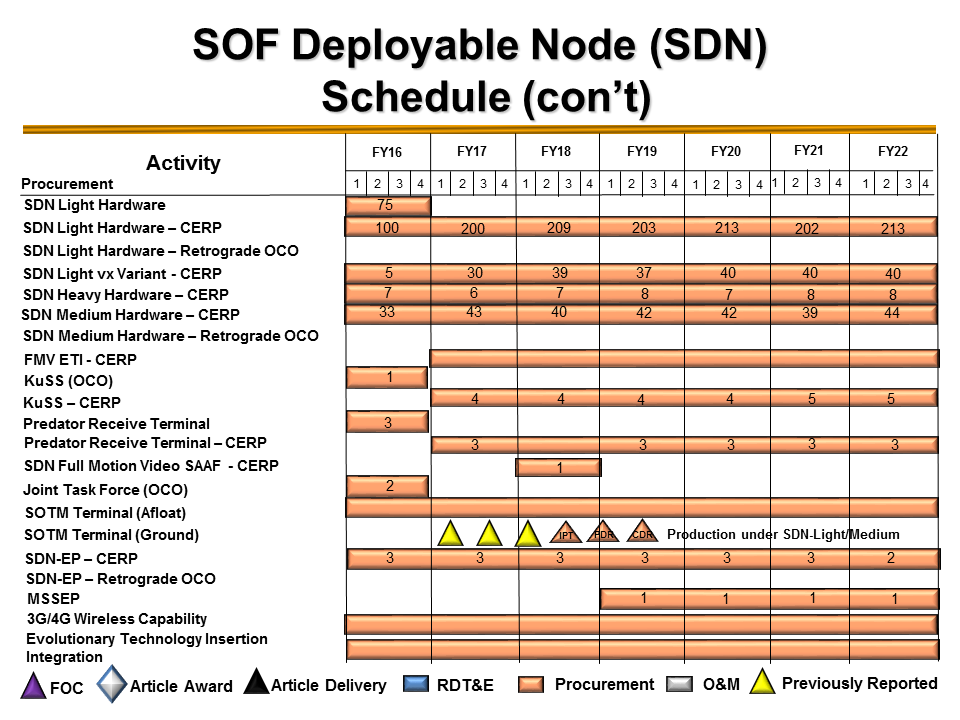 SOF Deployable Node (SDN)
Schedule (con’t)
Activity
FY16 FY17 FY18 FY19 FY20 FY21 FY22
Procurement 1 2 3 4 1 2 3 4 1 2 3 4 1 2 3 4 1 2 3 4 1 2 3 4 1 2 3 4
SDN Light Hardware 75
SDN Light Hardware – CERP 100 200 209 203 213 202 213
SDN Light Hardware – Retrograde OCO
SDN Light vx Variant - CERP 5 30 39 37 40 40 40
SDN Heavy Hardware – CERP 7 6 7 8 7 8 8
SDN Medium Hardware – CERP 33 43 40 42 42 39 44
SDN Medium Hardware – Retrograde OCO
FMV ETI - CERP
KuSS (OCO) 1
KuSS – CERP 4 4 4 4 5 5
Predator Receive Terminal 3
Predator Receive Terminal – CERP 3 3 3 3 3
SDN Full Motion Video SAAF - CERP 1
Joint Task Force (OCO) 2
SOTM Terminal (Afloat)
SOTM Terminal (Ground) IPT PDR CDR Production under SDN-Light/Medium
SDN-EP – CERP 3 3 3 3 3 3 2
SDN-EP – Retrograde OCO
MSSEP 1 1 1 1
3G/4G Wireless Capability
Evolutionary Technology Insertion
Integration
FOC Article Award Article Delivery RDT&E Procurement O&M Previously Reported